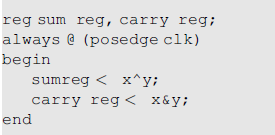 reg sum reg, carry reg;
always @ (posedge clk)
begin
sumreg < x^y;
carry reg< x&y;
end